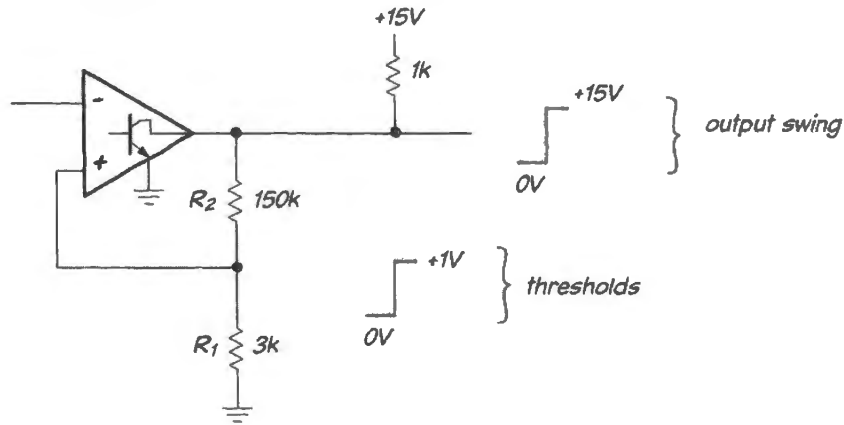 +15V
1k
-
+
+15V
0V
output swing
R2
150k
+1V
0V
thresholds
R1
3k